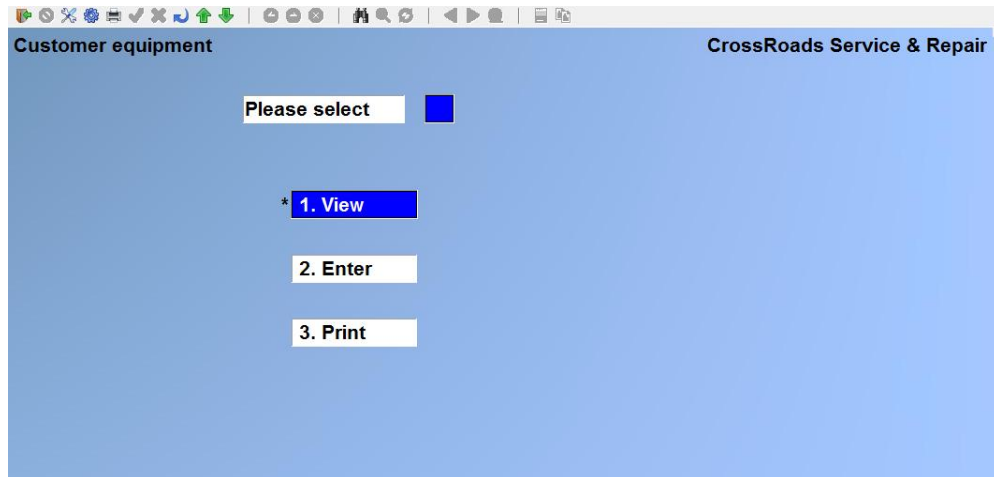 Customer equipment CrossRoads Service & Repair
Please select
* 1. View
2. Enter
3. Print